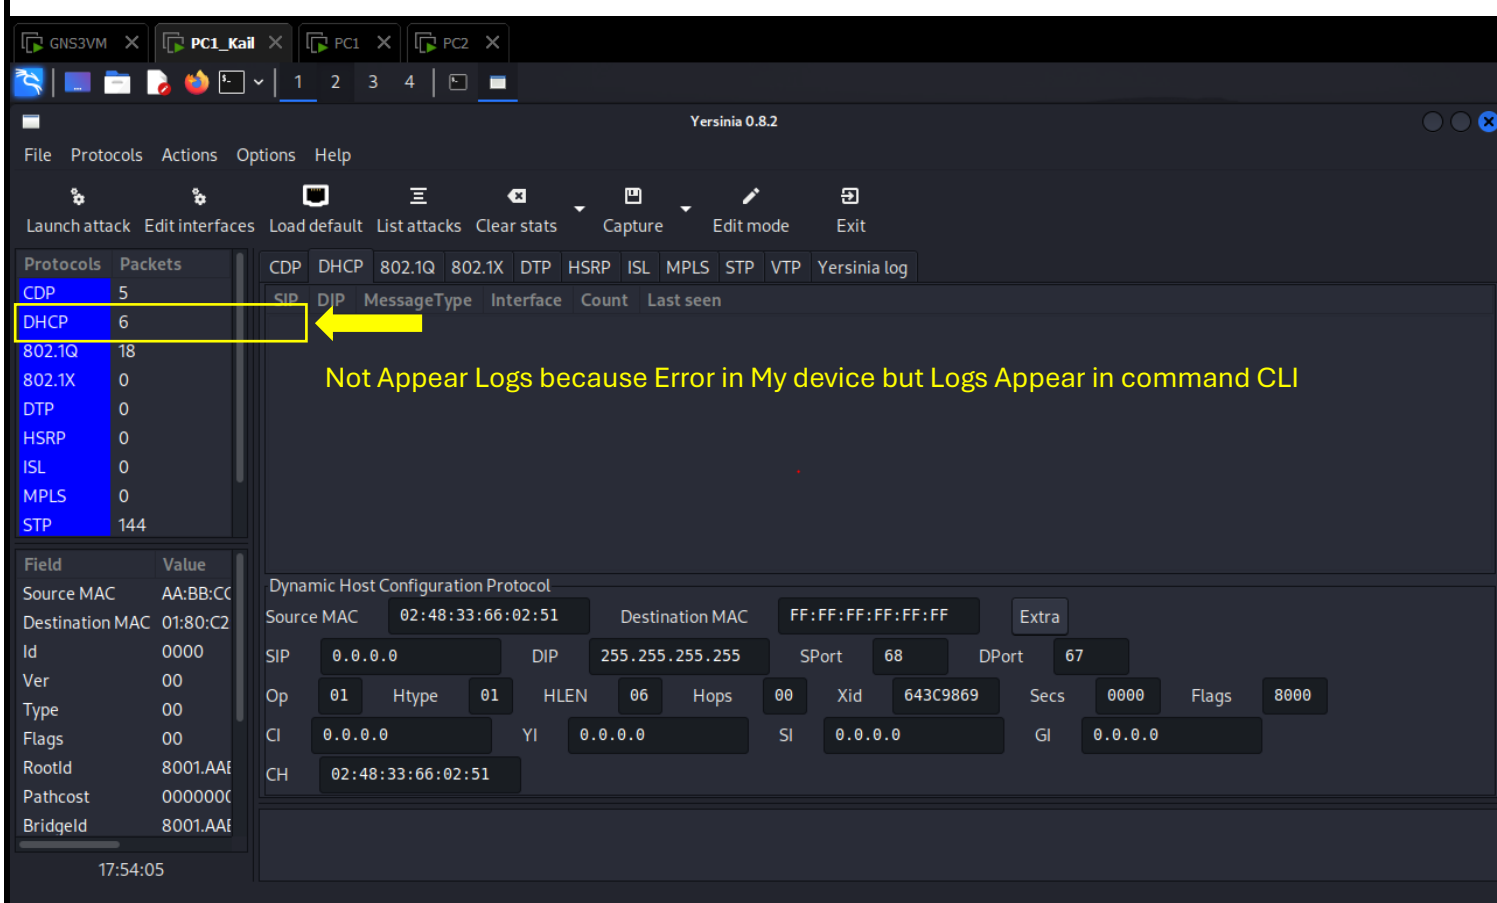 GNS3VM
PC1_Kail
PC1
PC2
1 2 3 4
Yersinia 0.8.2
File Protocols Actions Options Help
Launch attack Edit interfaces Load default List attacks Clear stats Capture Edit mode Exit
Protocols Packets
CDP 5
DHCP 6
802.1Q 18
802.1X 0
DTP 0
HSRP 0
ISL 0
MPLS 0
STP 144
CDP DHCP 802.1Q 802.1X DTP HSRP ISL MPLS STP VTP Yersinia log
SIP DIP MessageType Interface Count Last seen
Not Appear Logs because Error in My device but Logs Appear in command CLI
Field Value
Source MAC AA:BB:CC
Destination MAC 01:80:C2
Id 0000
Ver 00
Type 00
Flags 00
RootId 8001.AAE
Pathcost 0000000
BridgeId 8001.AAE
17:54:05
Dynamic Host Configuration Protocol
Source MAC 02:48:33:66:02:51 Destination MAC FF:FF:FF:FF:FF:FF Extra
SIP 0.0.0.0 DIP 255.255.255.255 SPort 68 DPort 67
Op 01 Htype 01 HLEN 06 Hops 00 Xid 643C9869 Secs 0000 Flags 8000
CI 0.0.0.0 YI 0.0.0.0 SI 0.0.0.0 GI 0.0.0.0
CH 02:48:33:66:02:51